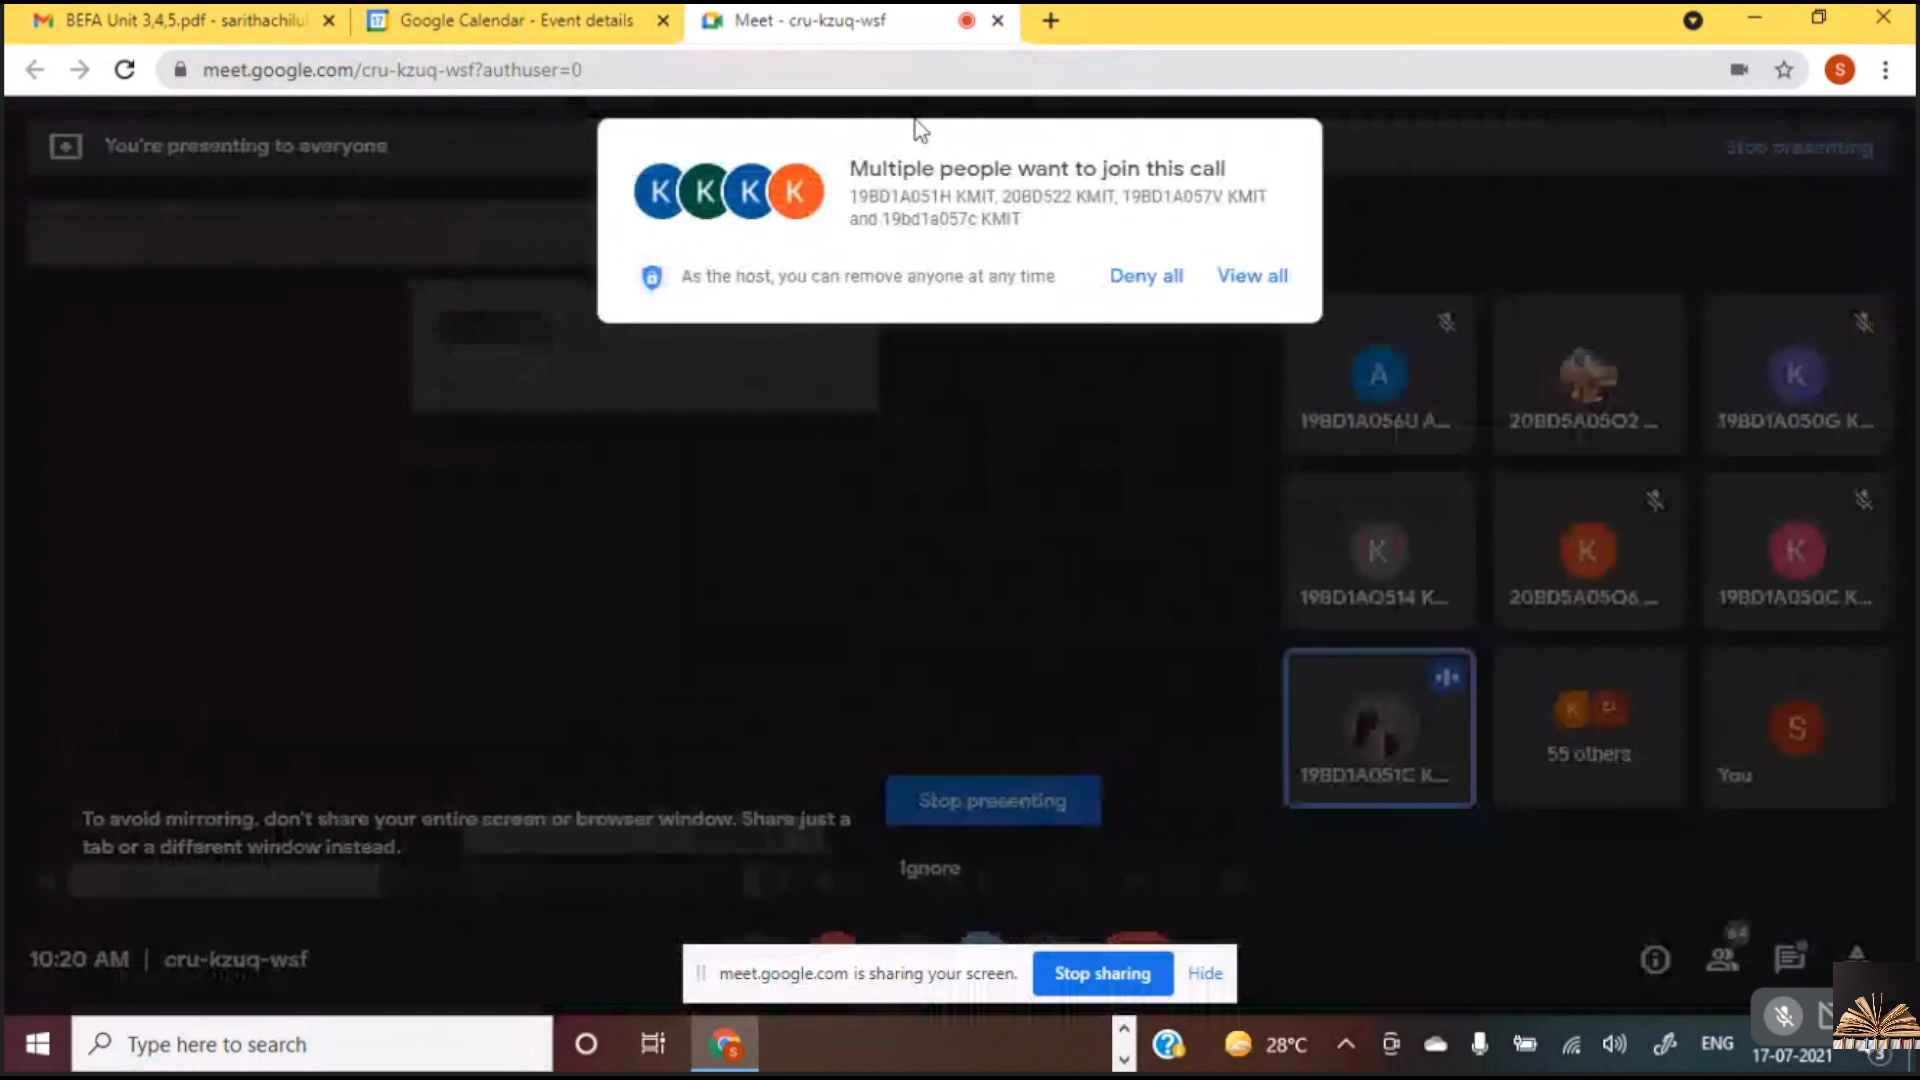 BEFA Unit 3,4,5.pdf - sarithachilu
17 Google Calendar - Event details
Meet - cru-kzuq-wsf
meet.google.com/cru-kzuq-wsf?authuser=0
S
You're presenting to everyone
Stop presenting
K K K K
Multiple people want to join this call
19BD1A051H KMIT, 20BD522 KMIT, 19BD1A057V KMIT
and 19bd1a057c KMIT
As the host, you can remove anyone at any time
Deny all
View all
A
K
19BD1A056U A...
20BD5A05O2 ...
19BD1A050G K...
K
K
K
19BD1A0514 K...
20BD5A05O6 ...
19BD1A050C K...
K
S
55 others
19BD1A051C K...
You
Stop presenting
To avoid mirroring, don't share your entire screen or browser window. Share just a
tab or a different window instead.
Ignore
64
10:20 AM | cru-kzuq-wsf
meet.google.com is sharing your screen.
Stop sharing
Hide
Type here to search
S
28°C
ENG
17-07-2021
3